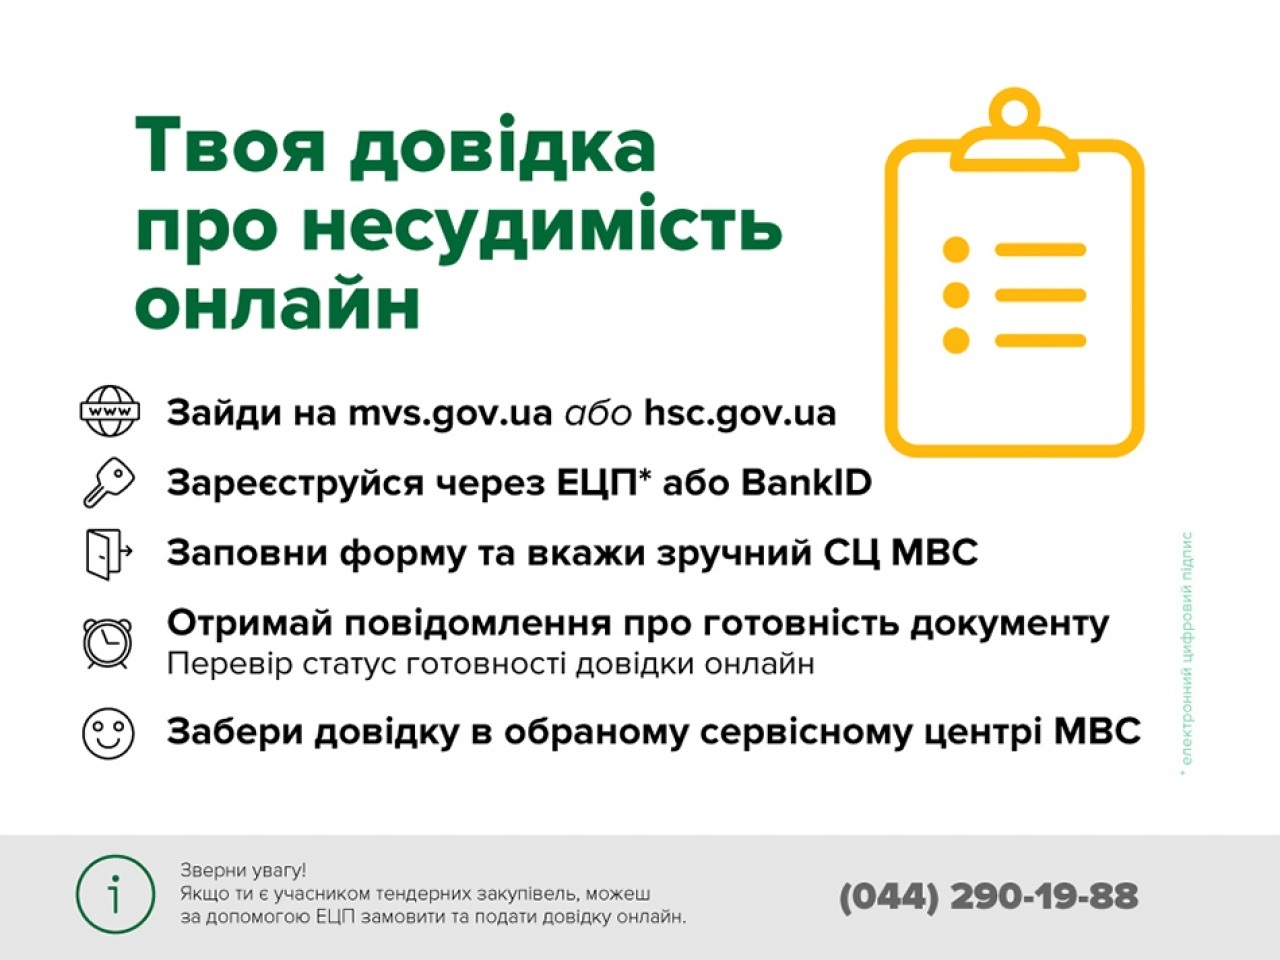 Твоя довідка
про несудимість
онлайн
www
Зайди на mvs.gov.ua або hsc.gov.ua
Зареєструйся через ЕЦП* або BankID
Заповни форму та вкажи зручний СЦ МВС
Отримай повідомлення про готовність документу
Перевір статус готовності довідки онлайн
Забери довідку в обраному сервісному центрі МВС
* електронний цифровий підпис
i
Зверни увагу!
Якщо ти є учасником тендерних закупівель, можеш
за допомогою ЕЦП замовити та подати довідку онлайн.
(044) 290-19-88